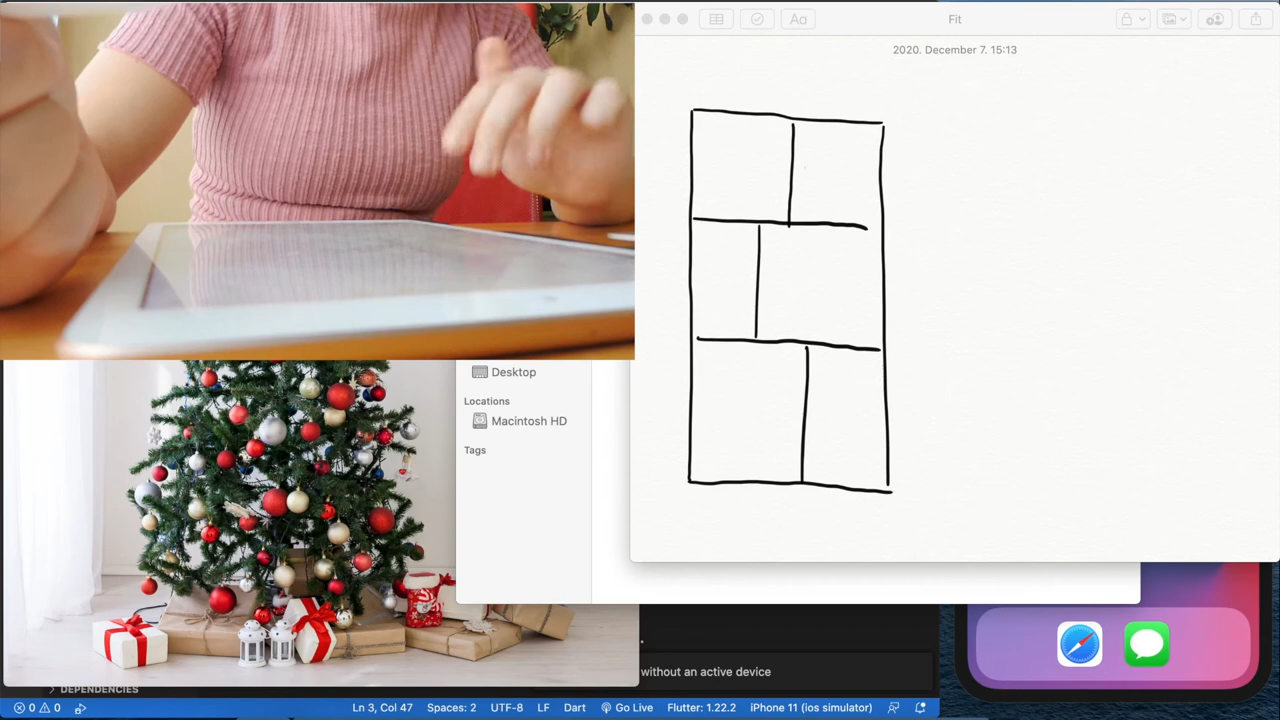 Aa
Fit
2020. December 7. 15:13
Desktop
Locations
Macintosh HD
Tags
without an active device
DEPENDENCIES
0 0 Ln 3, Col 47 Spaces: 2 UTF-8 LF Dart Go Live Flutter: 1.22.2 iPhone 11 (ios simulator)